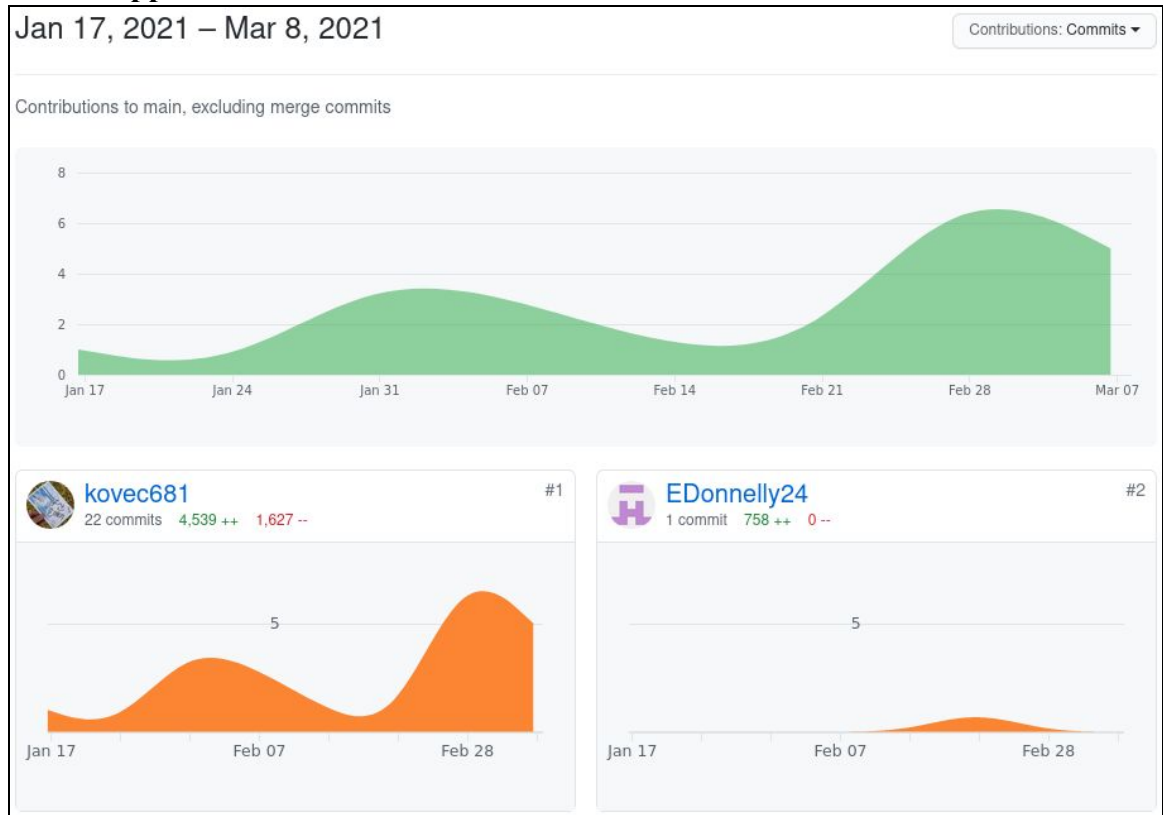 Jan 17, 2021 – Mar 8, 2021
Contributions: Commits
Contributions to main, excluding merge commits
8
6
4
2
0
Jan 17 Jan 24 Jan 31 Feb 07 Feb 14 Feb 21 Feb 28 Mar 07
kovec681 #1
22 commits 4,539 ++ 1,627 --
5
Jan 17 Feb 07 Feb 28
EDonnelly24 #2
1 commit 758 ++ 0 --
5
Jan 17 Feb 07 Feb 28